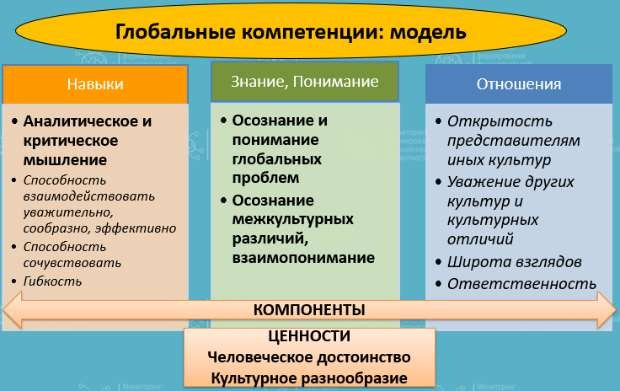 Глобальные компетенции: модель
Навыки
• Аналитическое и
критическое
мышление
• Способность
взаимодействовать
уважительно,
сообразно, эффективно
• Способность
сочувствовать
• Гибкость
Знание, Понимание
• Осознание и
понимание
глобальных
проблем
• Осознание
межкультурных
различий,
взаимопонимание
Отношения
• Открытость
представителям
иных культур
• Уважение других
культур и
культурных
отличий
• Широта взглядов
• Ответственность
КОМПОНЕНТЫ
ЦЕННОСТИ
Человеческое достоинство
Культурное разнообразие